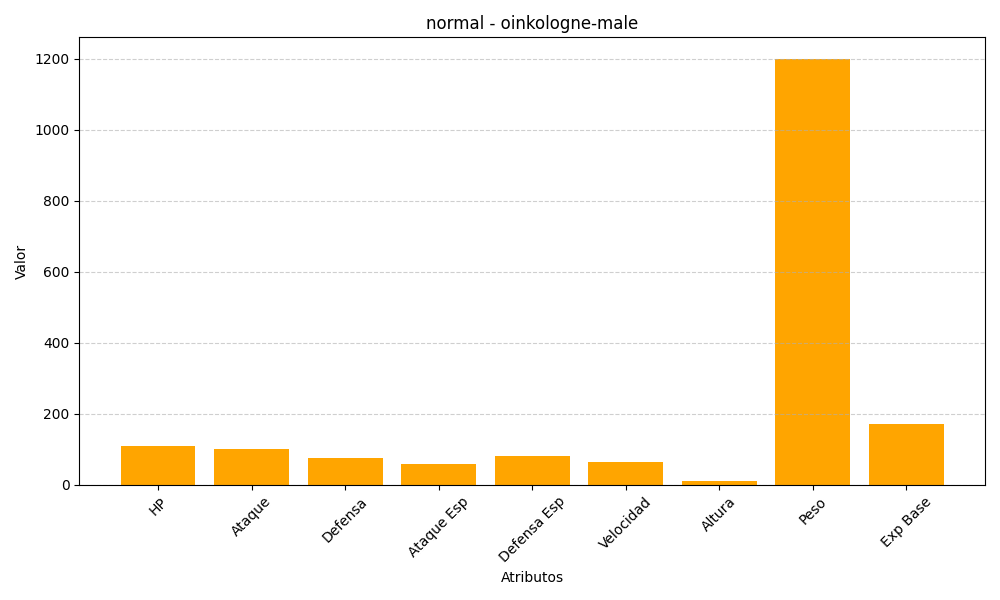 normal - oinkologne-male
Valor
1200
1000
800
600
400
200
0
HP
Ataque
Defensa
Ataque Esp
Defensa Esp
Velocidad
Altura
Peso
Exp Base
Atributos